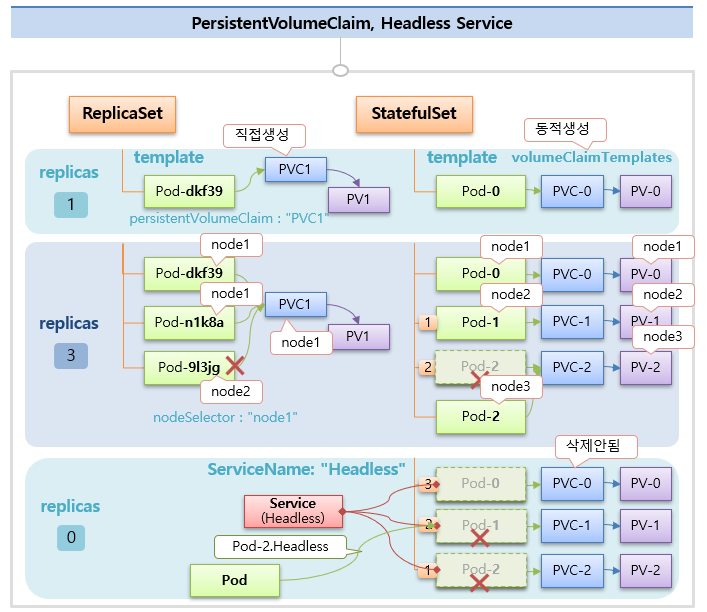 PersistentVolumeClaim, Headless Service
ReplicaSet
StatefulSet
직접생성
동적생성
replicas
1
template
Pod-dkf39
PVC1
PV1
persistentVolumeClaim : "PVC1"
template
volumeClaimTemplates
Pod-0
PVC-0
PV-0
replicas
3
node1
Pod-dkf39
node1
Pod-n1k8a
PVC1
node1
PV1
Pod-9l3jg
node2
nodeSelector : "node1"
node1
node1
Pod-0
PVC-0
PV-0
node2
node2
1
Pod-1
PVC-1
PV-1
node3
2
Pod-2
PVC-2
PV-2
node3
Pod-2
replicas
0
ServiceName: "Headless"
삭제안됨
Service
(Headless)
Pod-2.Headless
Pod
3
Pod-0
PVC-0
PV-0
2
Pod-1
PVC-1
PV-1
1
Pod-2
PVC-2
PV-2